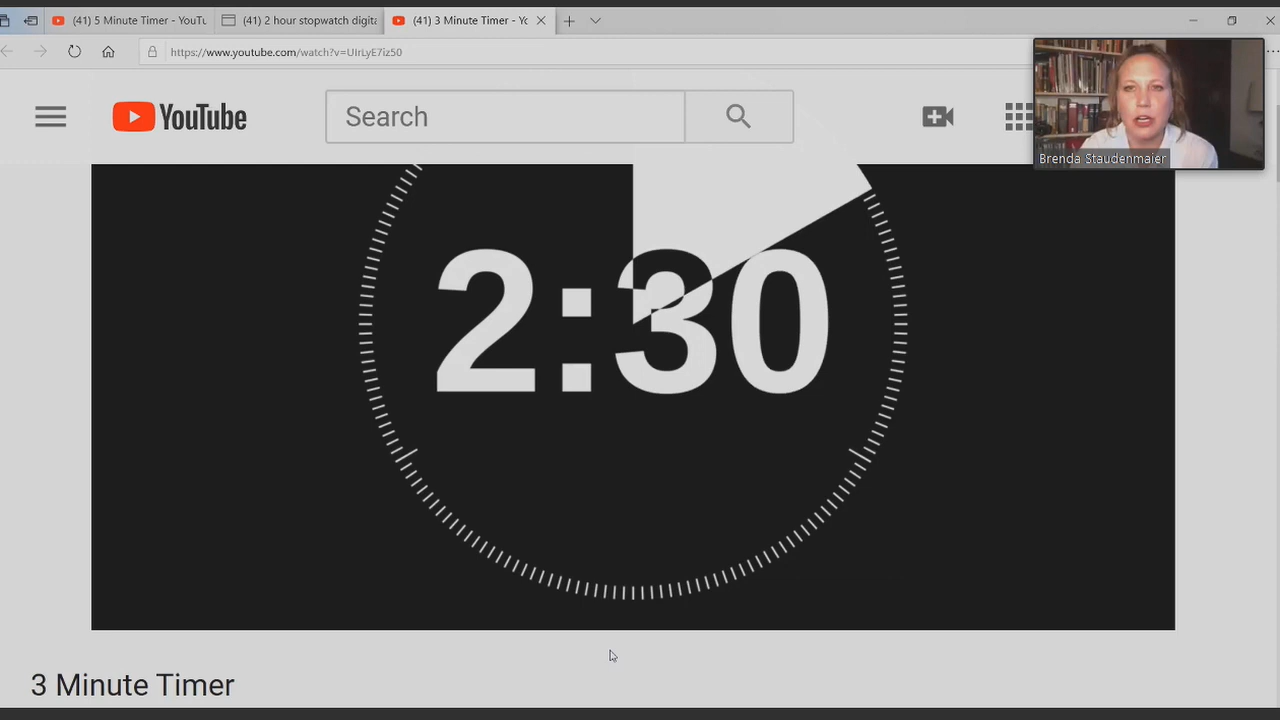 (41) 5 Minute Timer - YouTu
(41) 2 hour stopwatch digita
(41) 3 Minute Timer - Yo
https://www.youtube.com/watch?v=UIrLyE7iz50
YouTube
Search
Brenda Staudenmaier
2:30
3 Minute Timer